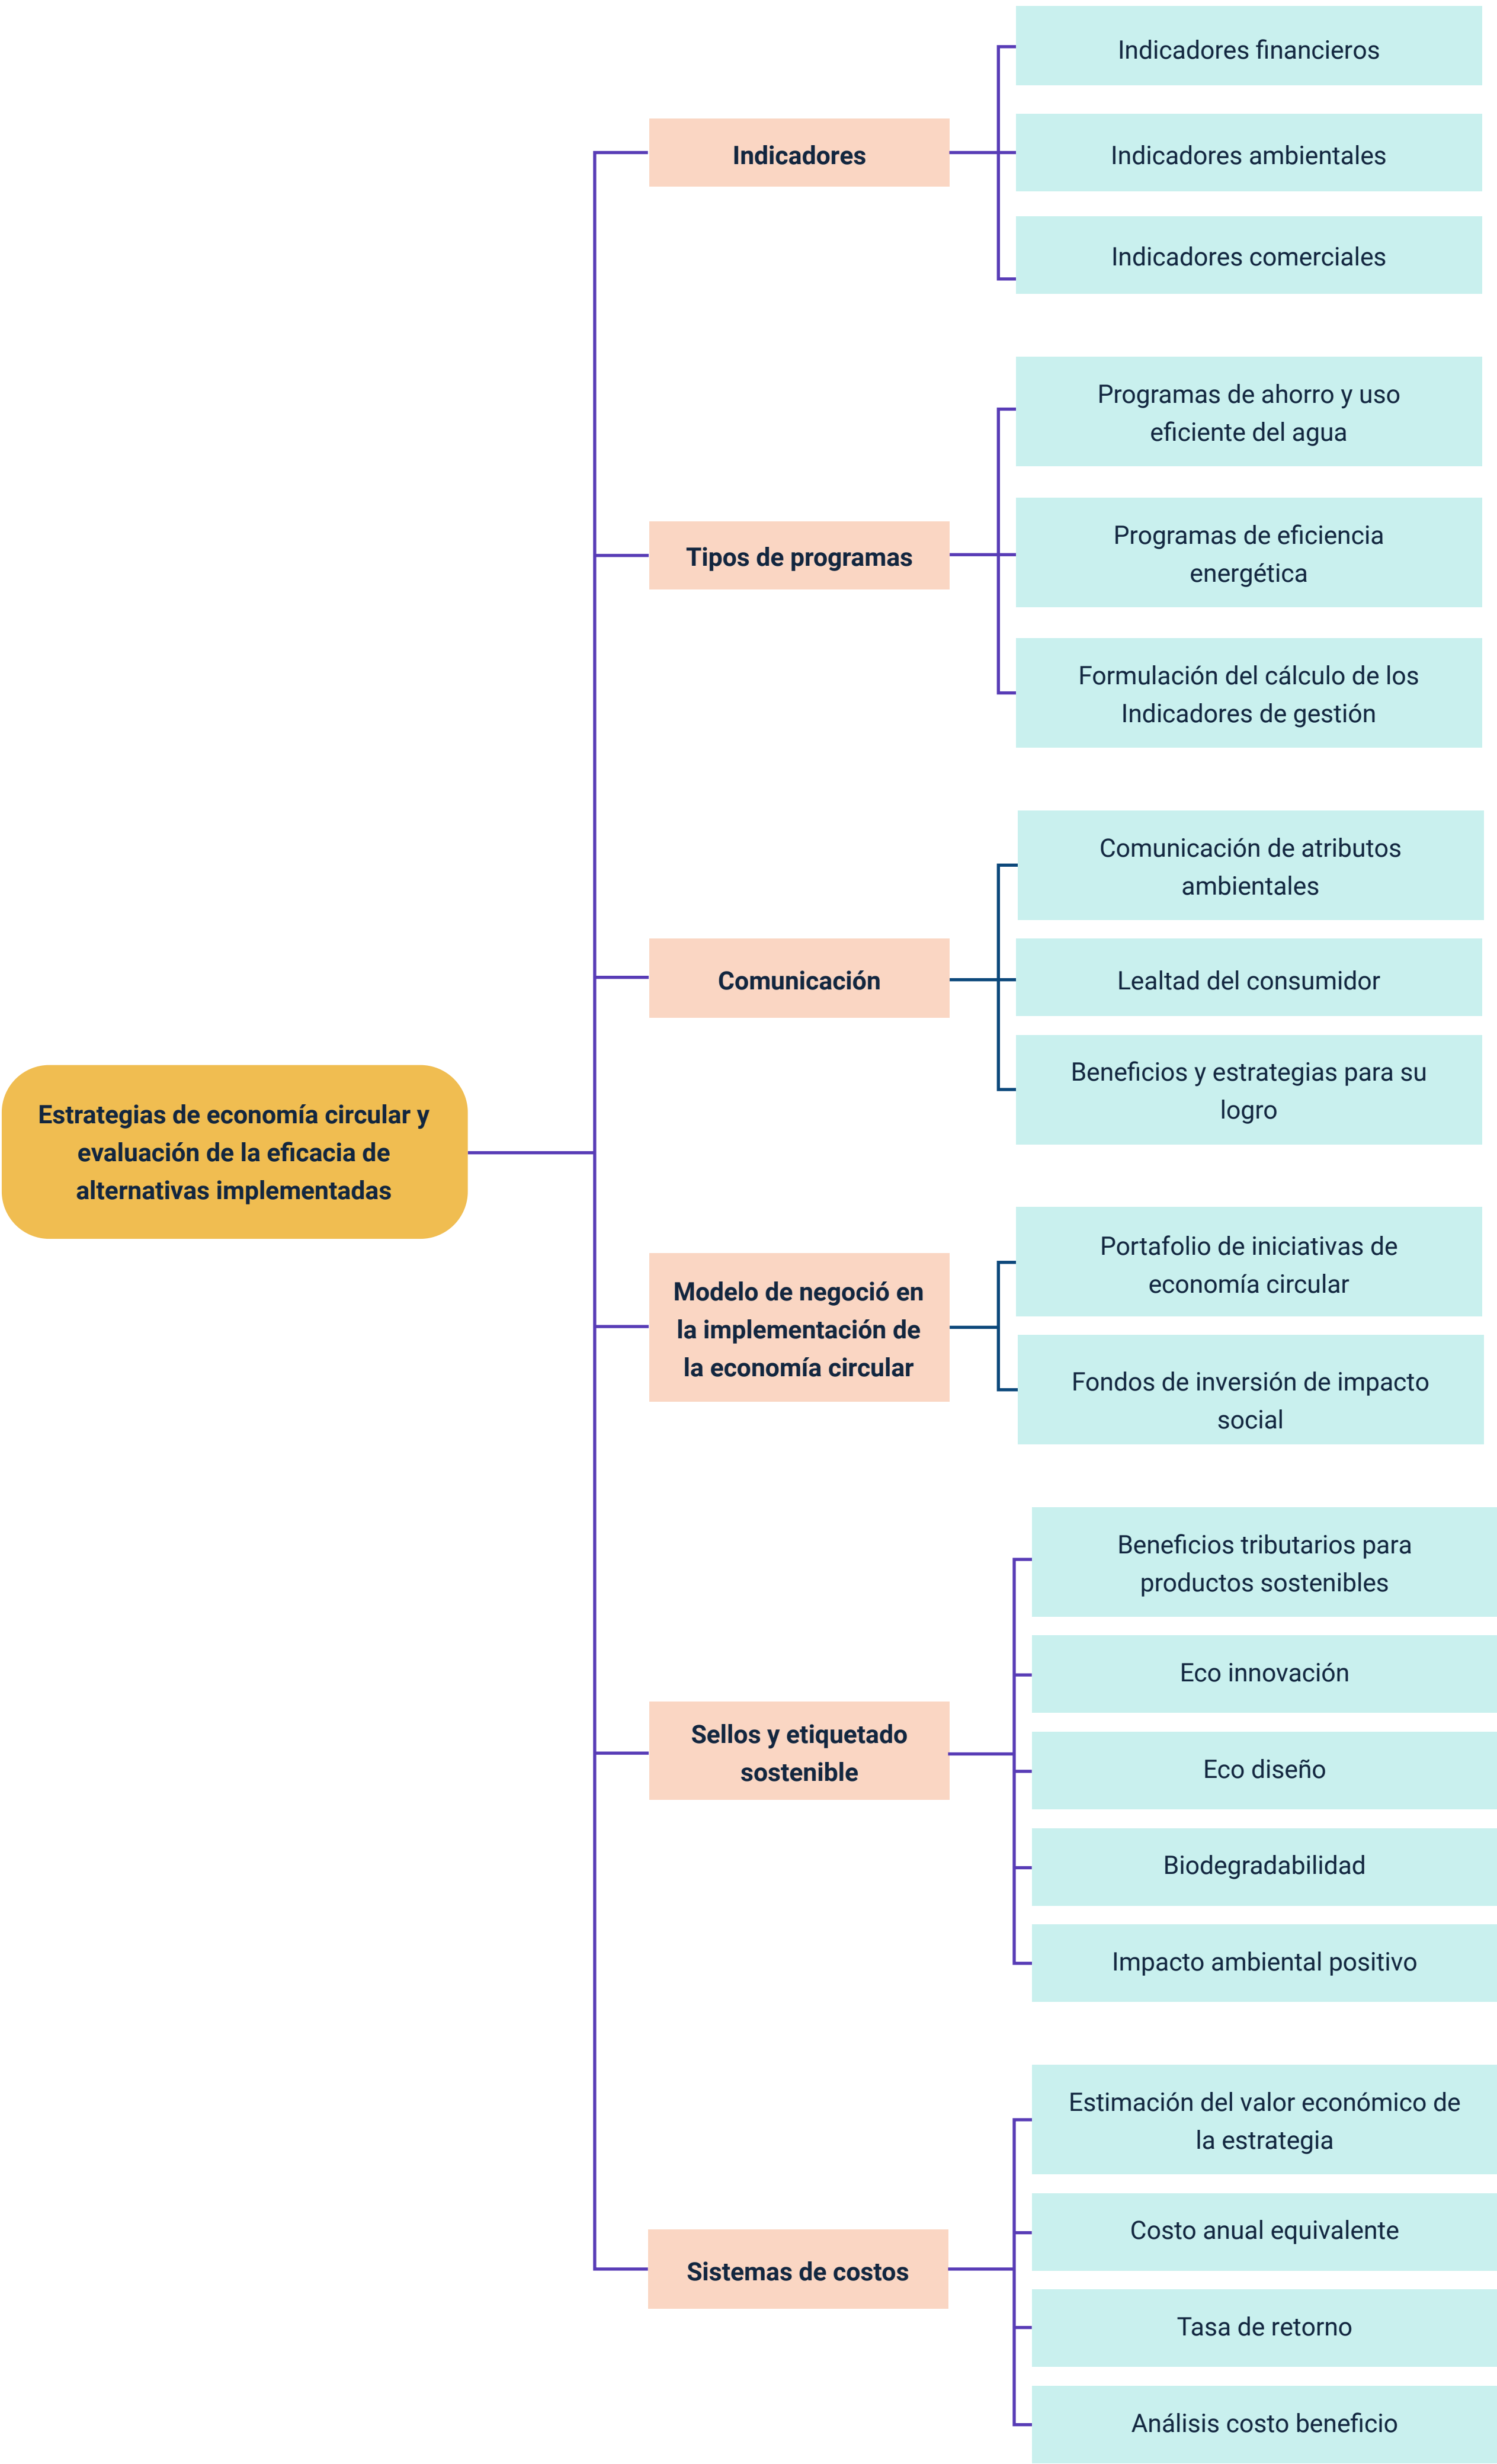 Estrategias de economía circular y
evaluación de la eficacia de
alternativas implementadas
Indicadores
Indicadores financieros
Indicadores ambientales
Indicadores comerciales
Tipos de programas
Programas de ahorro y uso
eficiente del agua
Programas de eficiencia
energética
Formulación del cálculo de los
Indicadores de gestión
Comunicación
Comunicación de atributos
ambientales
Lealtad del consumidor
Beneficios y estrategias para su
logro
Modelo de negoció en
la implementación de
la economía circular
Portafolio de iniciativas de
economía circular
Fondos de inversión de impacto
social
Sellos y etiquetado
sostenible
Beneficios tributarios para
productos sostenibles
Eco innovación
Eco diseño
Biodegradabilidad
Impacto ambiental positivo
Sistemas de costos
Estimación del valor económico de
la estrategia
Costo anual equivalente
Tasa de retorno
Análisis costo beneficio